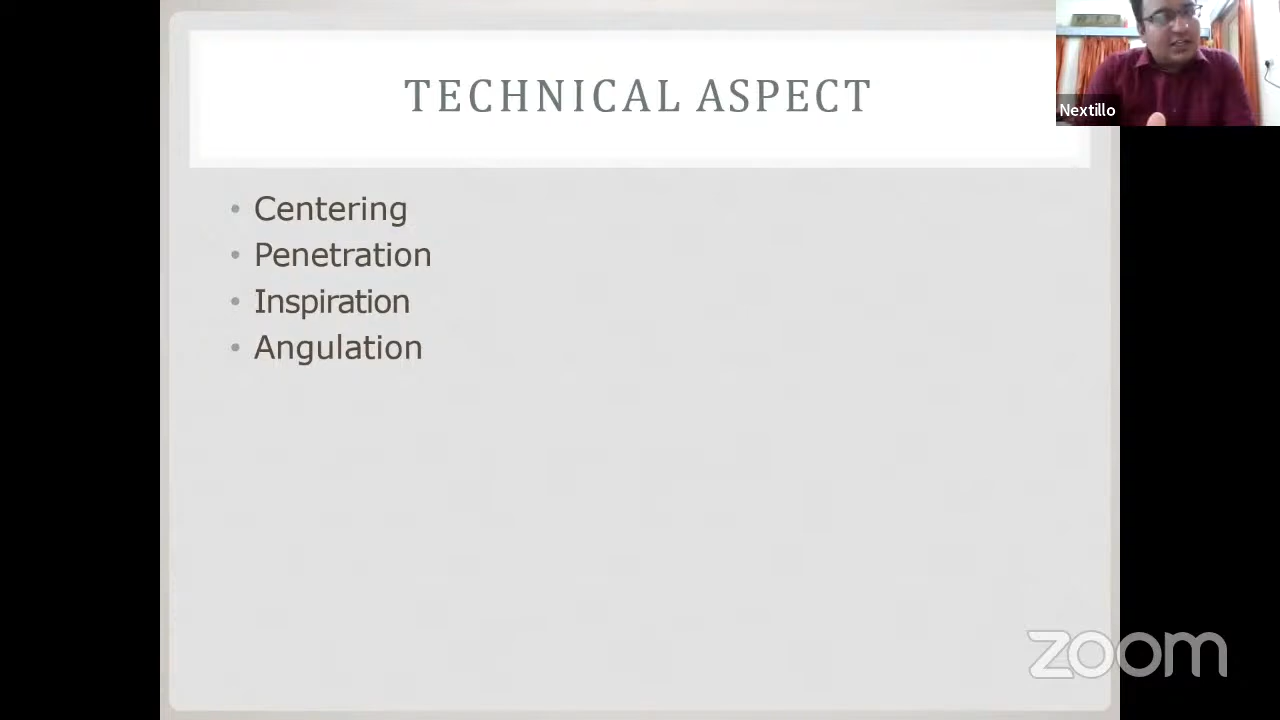 TECHNICAL ASPECT
Nextillo
• Centering
• Penetration
• Inspiration
• Angulation
zoom